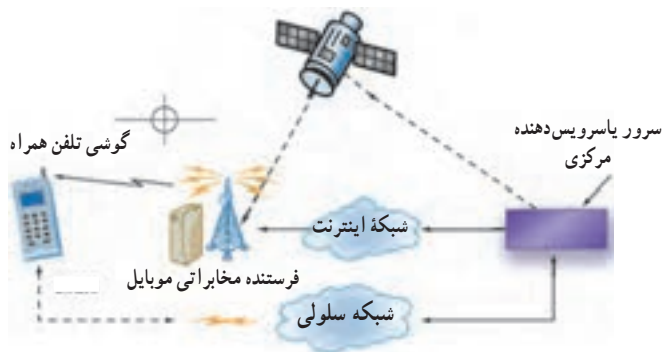 سرور یاسرویس‌دهنده
مرکزی
گوشی تلفن همراه
شبکهٔ اینترنت
فرستنده مخابراتی موبایل
شبکه سلولی